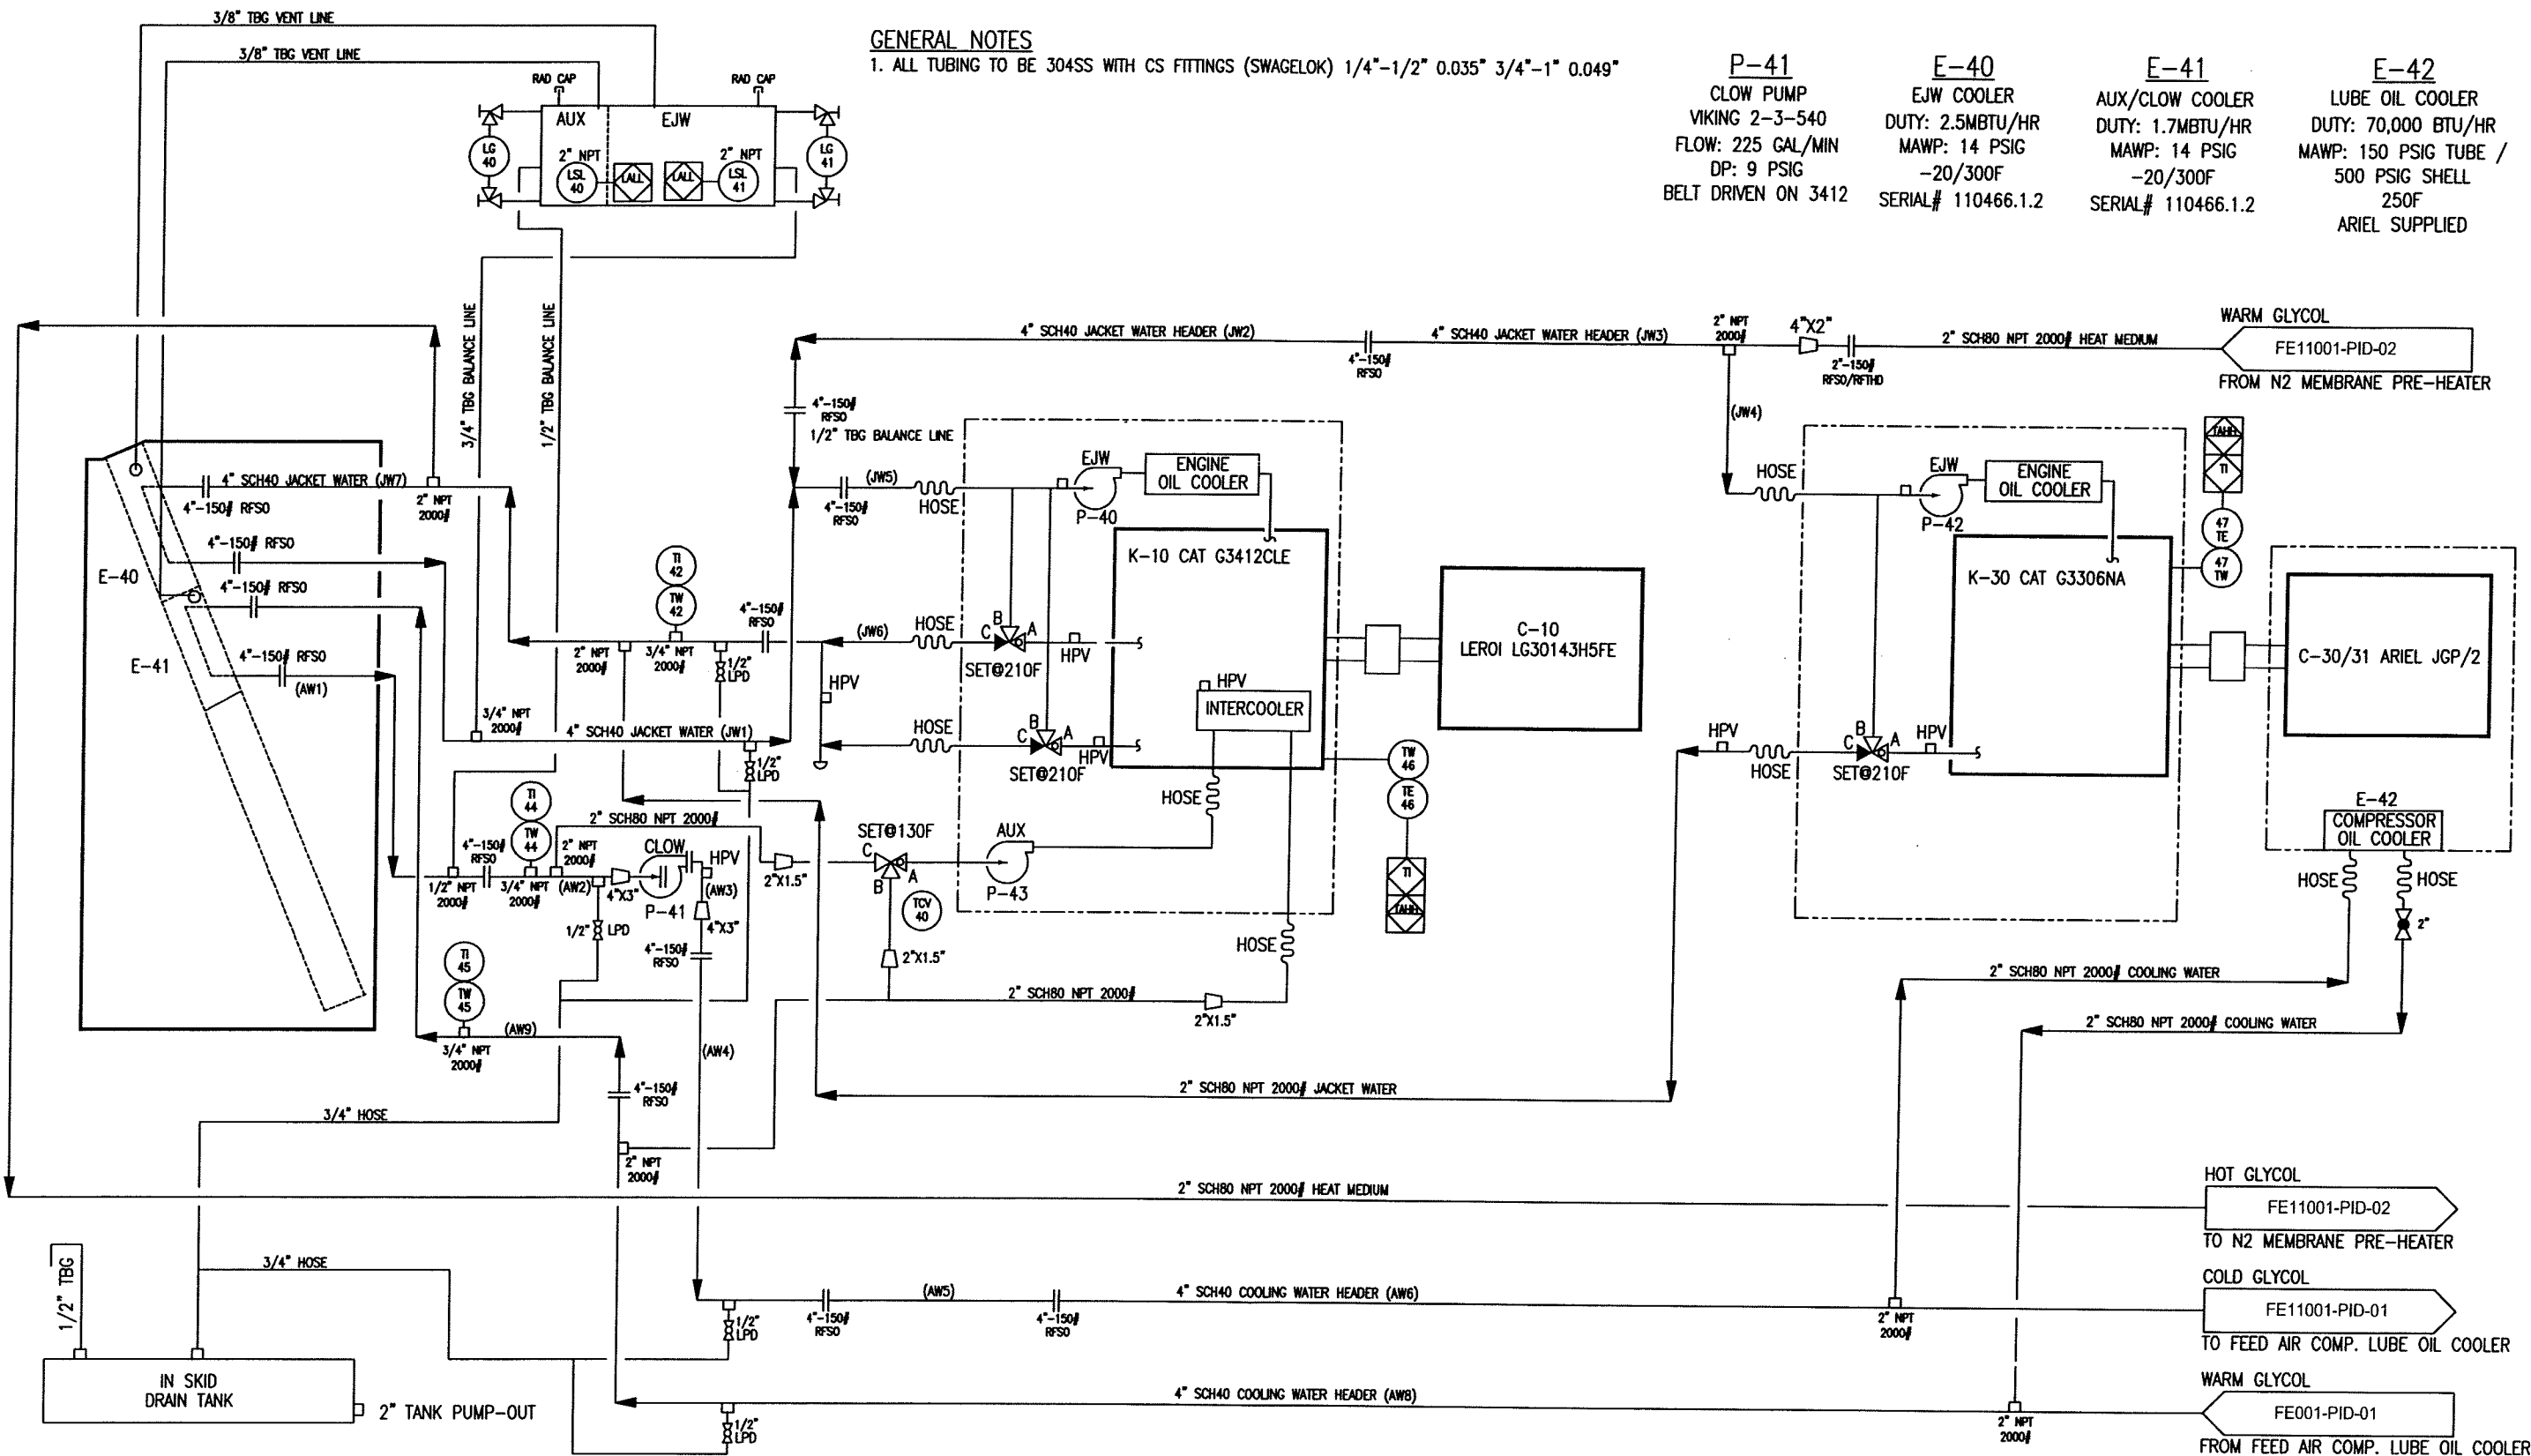 3/8" TBG VENT LINE
3/8" TBG VENT LINE
GENERAL NOTES
1. ALL TUBING TO BE 304SS WITH CS FITTINGS (SWAGELOK) 1/4"-1/2" 0.035" 3/4"-1" 0.049"
P-41
CLOW PUMP
VIKING 2-3-540
FLOW: 225 GAL/MIN
DP: 9 PSIG
BELT DRIVEN ON 3412
E-40
EJW COOLER
DUTY: 2.5MBTU/HR
MAWP: 14 PSIG
-20/300F
SERIAL# 110466.1.2
E-41
AUX/CLOW COOLER
DUTY: 1.7MBTU/HR
MAWP: 14 PSIG
-20/300F
SERIAL# 110466.1.2
E-42
LUBE OIL COOLER
DUTY: 70,000 BTU/HR
MAWP: 150 PSIG TUBE /
500 PSIG SHELL
250F
ARIEL SUPPLIED
RAD CAP
RAD CAP
AUX
EJW
LG
40
2" NPT
LSL
40
LALL
LALL
2" NPT
LSL
41
LG
41
3/4" TBG BALANCE LINE
1/2" TBG BALANCE LINE
4" SCH40 JACKET WATER HEADER (JW2)
4"-150#
RFSO
4" SCH40 JACKET WATER HEADER (JW3)
2" NPT
2000#
4"X2"
2"-150#
RFSO/RFTHD
2" SCH80 NPT 2000# HEAT MEDIUM
WARM GLYCOL
FE11001-PID-02
FROM N2 MEMBRANE PRE-HEATER
4"-150#
RFSO
1/2" TBG BALANCE LINE
(JW4)
4" SCH40 JACKET WATER (JW7)
4"-150# RFSO
2" NPT
2000#
4"-150# RFSO
4"-150# RFSO
4"-150# RFSO
(AW1)
E-40
E-41
(JW5)
4"-150#
RFSO
HOSE
EJW
P-40
ENGINE
OIL COOLER
K-10 CAT G3412CLE
HOSE
EJW
P-42
ENGINE
OIL COOLER
K-30 CAT G3306NA
TAHH
TI
47
TE
47
TW
TI
42
TW
42
4"-150#
RFSO
2" NPT
2000#
3/4" NPT
2000#
1/2"
LPD
(JW6)
HOSE
B
C
A
SET@210F
HPV
C-10
LEROI LG30143H5FE
C-30/31 ARIEL JGP/2
HPV
HPV
INTERCOOLER
3/4" NPT
2000#
4" SCH40 JACKET WATER (JW1)
1/2"
LPD
HOSE
B
C
A
SET@210F
HPV
TW
46
TE
46
TI
TAHH
HPV
HOSE
B
C
A
SET@210F
HPV
TI
44
TW
44
2" SCH80 NPT 2000#
4"-150#
RFSO
2" NPT
2000#
1/2" NPT
2000#
3/4" NPT
2000#
(AW2)
4"X3"
CLOW
P-41
HPV
(AW3)
4"X3"
4"-150#
RFSO
1/2"
LPD
2"X1.5"
SET@130F
C
A
B
TCV
40
AUX
P-43
HOSE
HOSE
2"X1.5"
2" SCH80 NPT 2000#
2"X1.5"
E-42
COMPRESSOR
OIL COOLER
HOSE
HOSE
2"
2" SCH80 NPT 2000# COOLING WATER
2" SCH80 NPT 2000# COOLING WATER
TI
45
TW
45
(AW9)
3/4" NPT
2000#
4"-150#
RFSO
(AW4)
2" SCH80 NPT 2000# JACKET WATER
3/4" HOSE
2" NPT
2000#
2" SCH80 NPT 2000# HEAT MEDIUM
HOT GLYCOL
FE11001-PID-02
TO N2 MEMBRANE PRE-HEATER
1/2" TBG
3/4" HOSE
1/2"
LPD
4"-150#
RFSO
(AW5)
4"-150#
RFSO
4" SCH40 COOLING WATER HEADER (AW6)
2" NPT
2000#
COLD GLYCOL
FE11001-PID-01
TO FEED AIR COMP. LUBE OIL COOLER
IN SKID
DRAIN TANK
2" TANK PUMP-OUT
1/2"
LPD
4" SCH40 COOLING WATER HEADER (AW8)
2" NPT
2000#
WARM GLYCOL
FE001-PID-01
FROM FEED AIR COMP. LUBE OIL COOLER